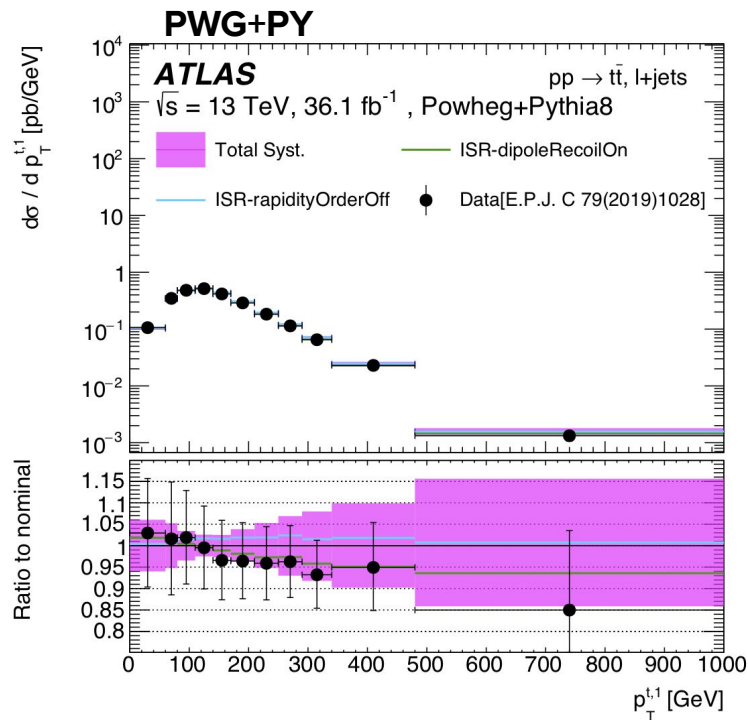 PWG+PY
ATLAS
pp → tt̄, l+jets
√s = 13 TeV, 36.1 fb⁻¹ , Powheg+Pythia8
Total Syst.
ISR-dipoleRecoilOn
ISR-rapidityOrderOff
Data[E.P.J. C 79(2019)1028]
dσ / d p_T^{t,1} [pb/GeV]
10⁴
10³
10²
10
1
10⁻¹
10⁻²
10⁻³
Ratio to nominal
1.15
1.1
1.05
1
0.95
0.9
0.85
0.8
0 100 200 300 400 500 600 700 800 900 1000
p_T^{t,1} [GeV]